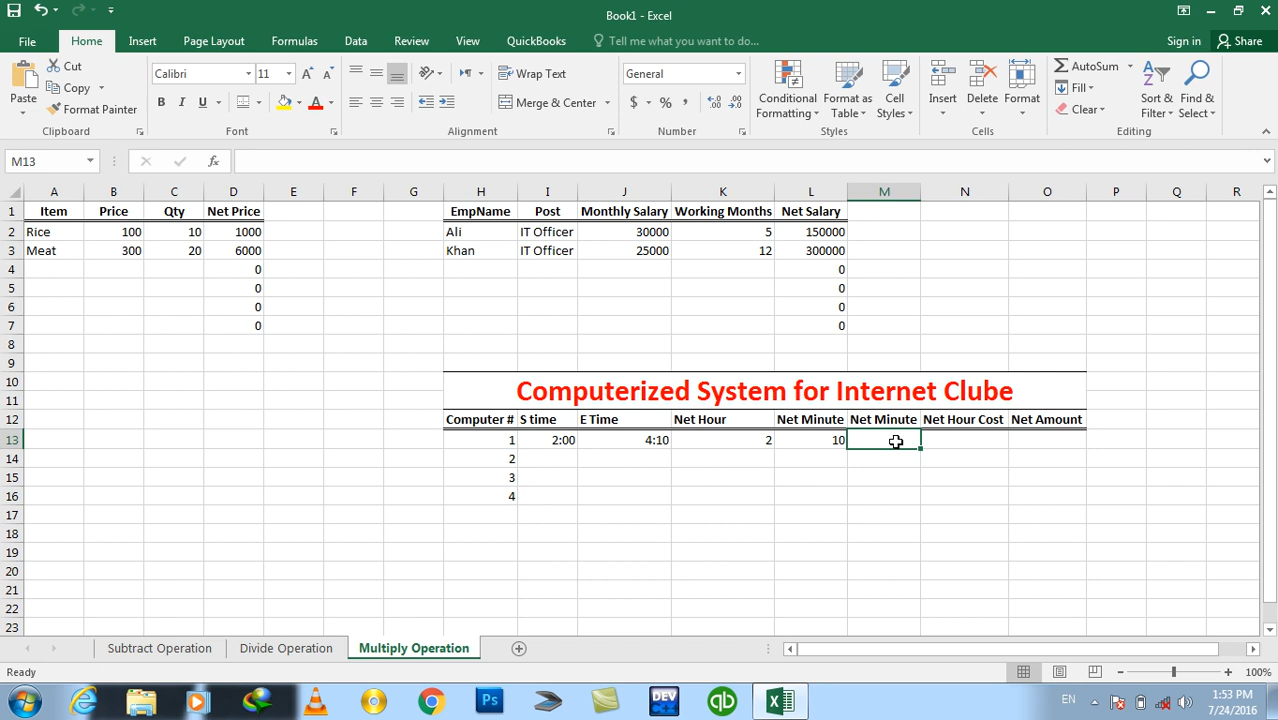 Book1 - Excel
File Home Insert Page Layout Formulas Data Review View QuickBooks Tell me what you want to do... Sign in Share
Paste
Cut
Copy
Format Painter
Clipboard
Calibri 11
B I U
Font
Wrap Text
Merge & Center
Alignment
General
$ % ,
Number
Conditional Formatting
Format as Table
Cell Styles
Styles
Insert
Delete
Format
Cells
AutoSum
Fill
Clear
Sort & Filter
Find & Select
Editing
M13 fx
A B C D E F G H I J K L M N O P Q R
1 Item Price Qty Net Price EmpName Post Monthly Salary Working Months Net Salary
2 Rice 100 10 1000 Ali IT Officer 30000 5 150000
3 Meat 300 20 6000 Khan IT Officer 25000 12 300000
4 0 0
5 0 0
6 0 0
7 0 0
8
9
10
Computerized System for Internet Clube
11
12 Computer # S time E Time Net Hour Net Minute Net Minute Net Hour Cost Net Amount
13 1 2:00 4:10 2 10
14 2
15 3
16 4
17
18
19
20
21
22
23
Subtract Operation Divide Operation Multiply Operation
Ready 100%
Ps DEV C++ qb EN 1:53 PM
7/24/2016